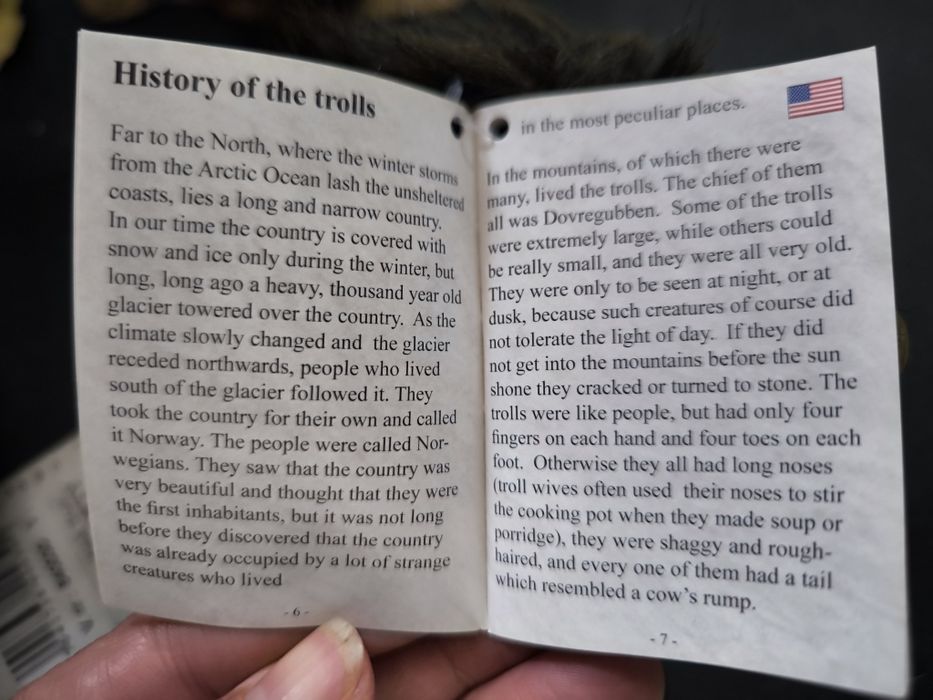 History of the trolls
Far to the North, where the winter storms
from the Arctic Ocean lash the unsheltered
coasts, lies a long and narrow country.
In our time the country is covered with
snow and ice only during the winter, but
long, long ago a heavy, thousand year old
glacier towered over the country. As the
climate slowly changed and the glacier
receded northwards, people who lived
south of the glacier followed it. They
took the country for their own and called
it Norway. The people were called Nor-
wegians. They saw that the country was
very beautiful and thought that they were
the first inhabitants, but it was not long
before they discovered that the country
was already occupied by a lot of strange
creatures who lived
- 6 -
in the most peculiar places.
In the mountains, of which there were
many, lived the trolls. The chief of them
all was Dovregubben. Some of the trolls
were extremely large, while others could
be really small, and they were all very old.
They were only to be seen at night, or at
dusk, because such creatures of course did
not tolerate the light of day. If they did
not get into the mountains before the sun
shone they cracked or turned to stone. The
trolls were like people, but had only four
fingers on each hand and four toes on each
foot. Otherwise they all had long noses
(troll wives often used their noses to stir
the cooking pot when they made soup or
porridge), they were shaggy and rough-
haired, and every one of them had a tail
which resembled a cow's rump.
- 7 -